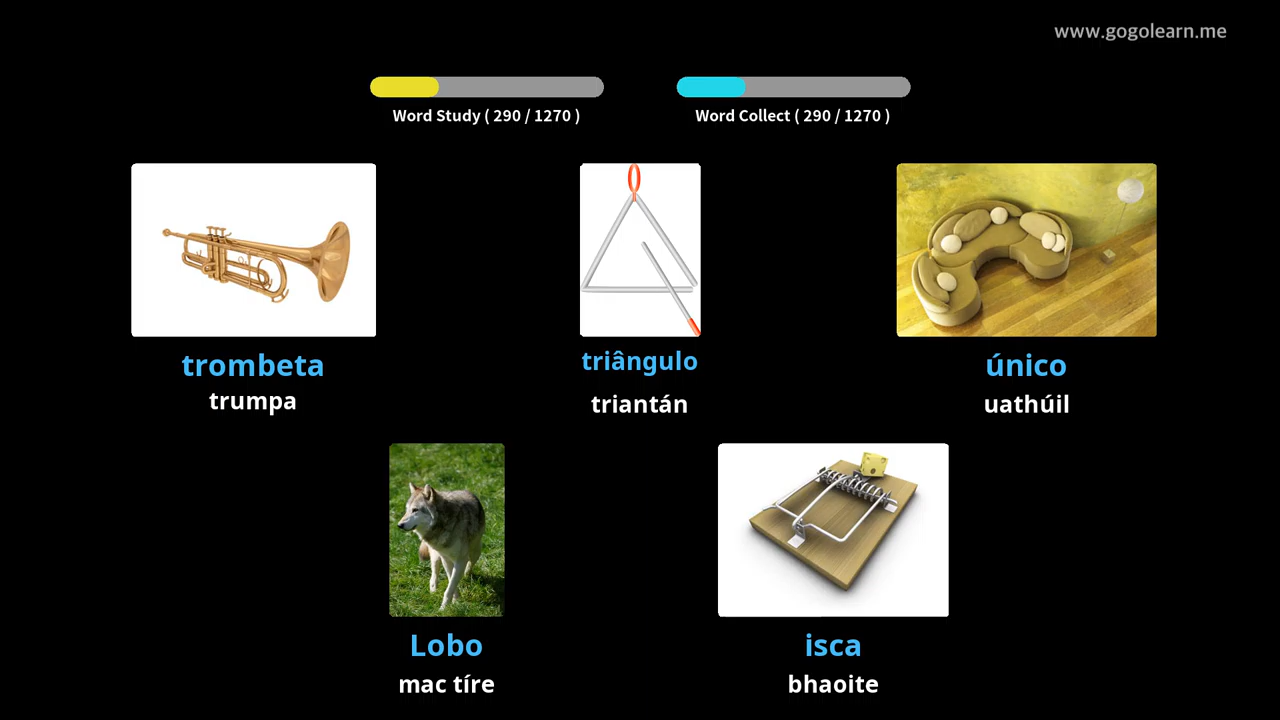 www.gogolearn.me
Word Study ( 290 / 1270 )
Word Collect ( 290 / 1270 )
trombeta
trumpa
triângulo
triantán
único
uathúil
Lobo
mac tíre
isca
bhaoite